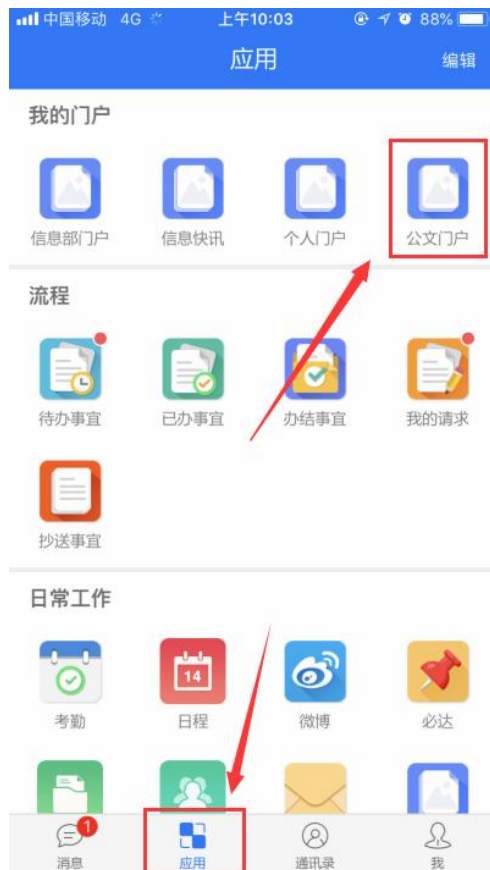 中国移动 4G 上午10:03 88%
应用 编辑
我的门户
信息部门户 信息快讯 个人门户 公文门户
流程
待办事宜 已办事宜 办结事宜 我的请求
抄送事宜
日常工作
14
考勤 日程 微博 必达
1
消息 应用 通讯录 我